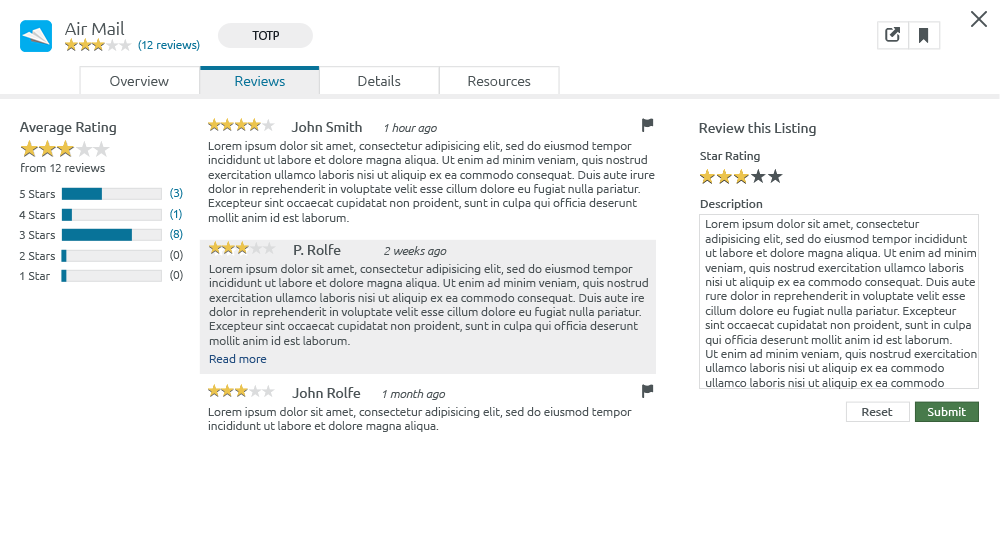 Air Mail
(12 reviews)
TOTP
Overview
Reviews
Details
Resources
Average Rating
from 12 reviews
5 Stars (3)
4 Stars (1)
3 Stars (8)
2 Stars (0)
1 Star (0)
John Smith 1 hour ago
Lorem ipsum dolor sit amet, consectetur adipisicing elit, sed do eiusmod tempor
incididunt ut labore et dolore magna aliqua. Ut enim ad minim veniam, quis nostrud
exercitation ullamco laboris nisi ut aliquip ex ea commodo consequat. Duis aute irure
dolor in reprehenderit in voluptate velit esse cillum dolore eu fugiat nulla pariatur.
Excepteur sint occaecat cupidatat non proident, sunt in culpa qui officia deserunt
mollit anim id est laborum.
P. Rolfe 2 weeks ago
Lorem ipsum dolor sit amet, consectetur adipisicing elit, sed do eiusmod tempor
incididunt ut labore et dolore magna aliqua. Ut enim ad minim veniam, quis nostrud
exercitation ullamco laboris nisi ut aliquip ex ea commodo consequat. Duis aute ire
dolor in reprehenderit in voluptate velit esse cillum dolore eu fugiat nulla pariatur.
Excepteur sint occaecat cupidatat non proident, sunt in culpa qui officia deserunt
mollit anim id est laborum.
Read more
John Rolfe 1 month ago
Lorem ipsum dolor sit amet, consectetur adipisicing elit, sed do eiusmod tempor
incididunt ut labore et dolore magna aliqua.
Review this Listing
Star Rating
Description
Lorem ipsum dolor sit amet, consectetur
adipisicing elit, sed do eiusmod tempor incididunt
ut labore et dolore magna aliqua. Ut enim ad minim
veniam, quis nostrud exercitation ullamco laboris
nisi ut aliquip ex ea commodo consequat. Duis aute
rure dolor in reprehenderit in voluptate velit esse
cillum dolore eu fugiat nulla pariatur. Excepteur
sint occaecat cupidatat non proident, sunt in culpa
qui officia deserunt mollit anim id est laborum.
Ut enim ad minim veniam, quis nostrud exercitation
ullamco laboris nisi ut aliquip ex ea commodo
ullamco laboris nisi ut aliquip ex ea commodo
Reset
Submit